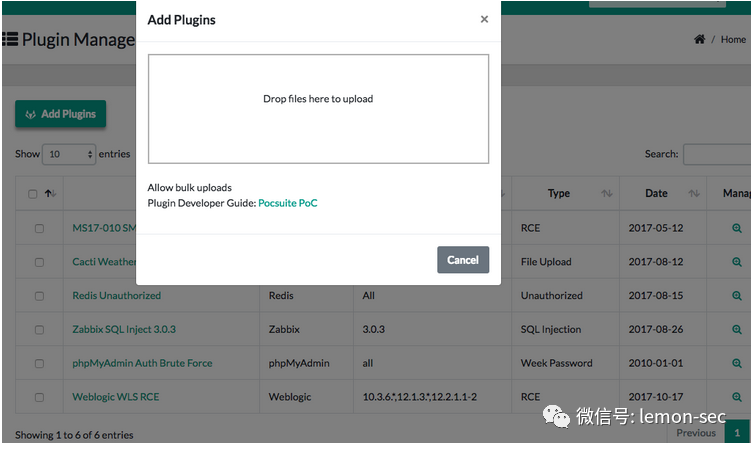 Add Plugins
×
Plugin Manage
/ Home
Drop files here to upload
Add Plugins
Show 10 entries
Search:
Allow bulk uploads
Plugin Developer Guide: Pocsuite PoC
Type Date Manag
MS17-010 SM RCE 2017-05-12
Cancel
Cacti Weather File Upload 2017-08-12
Redis Unauthorized Redis All Unauthorized 2017-08-15
Zabbix SQL Inject 3.0.3 Zabbix 3.0.3 SQL Injection 2017-08-26
phpMyAdmin Auth Brute Force phpMyAdmin all Week Password 2010-01-01
Weblogic WLS RCE Weblogic 10.3.6.*,12.1.3.*,12.2.1.1-2 RCE 2017-10-17
微信号: lemon-sec
Showing 1 to 6 of 6 entries
Previous 1